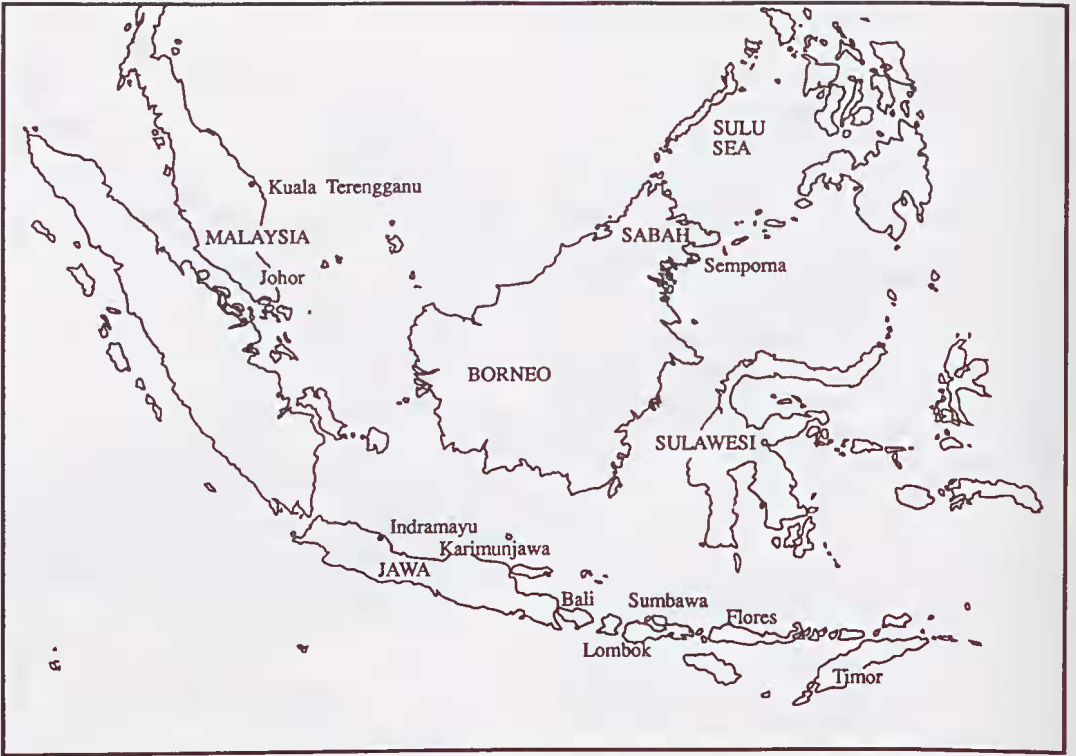 SULU
SEA
Kuala Terengganu
MALAYSIA
SABAH
Johor
Semporna
BORNEO
SULAWESI
Indramayu
Karimunjawa
JAWA
Bali
Sumbawa
Flores
Lombok
Timor